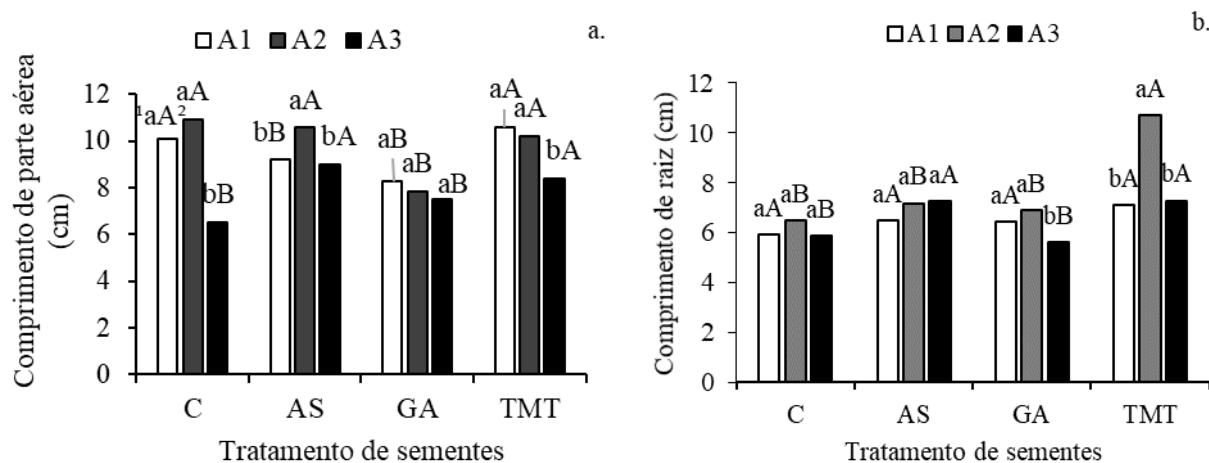 A1 A2 A3
a.
Comprimento de parte aérea
(cm)
12
10
8
6
4
2
0
¹aA²
aA
bB
bB
aA
bA
aB
aB
aB
aA
aA
bA
C AS GA TMT
Tratamento de sementes
A1 A2 A3
b.
Comprimento de raiz (cm)
12
10
8
6
4
2
0
aA
aB
aB
aA
aB
aA
aA
aB
bB
bA
aA
bA
C AS GA TMT
Tratamento de sementes